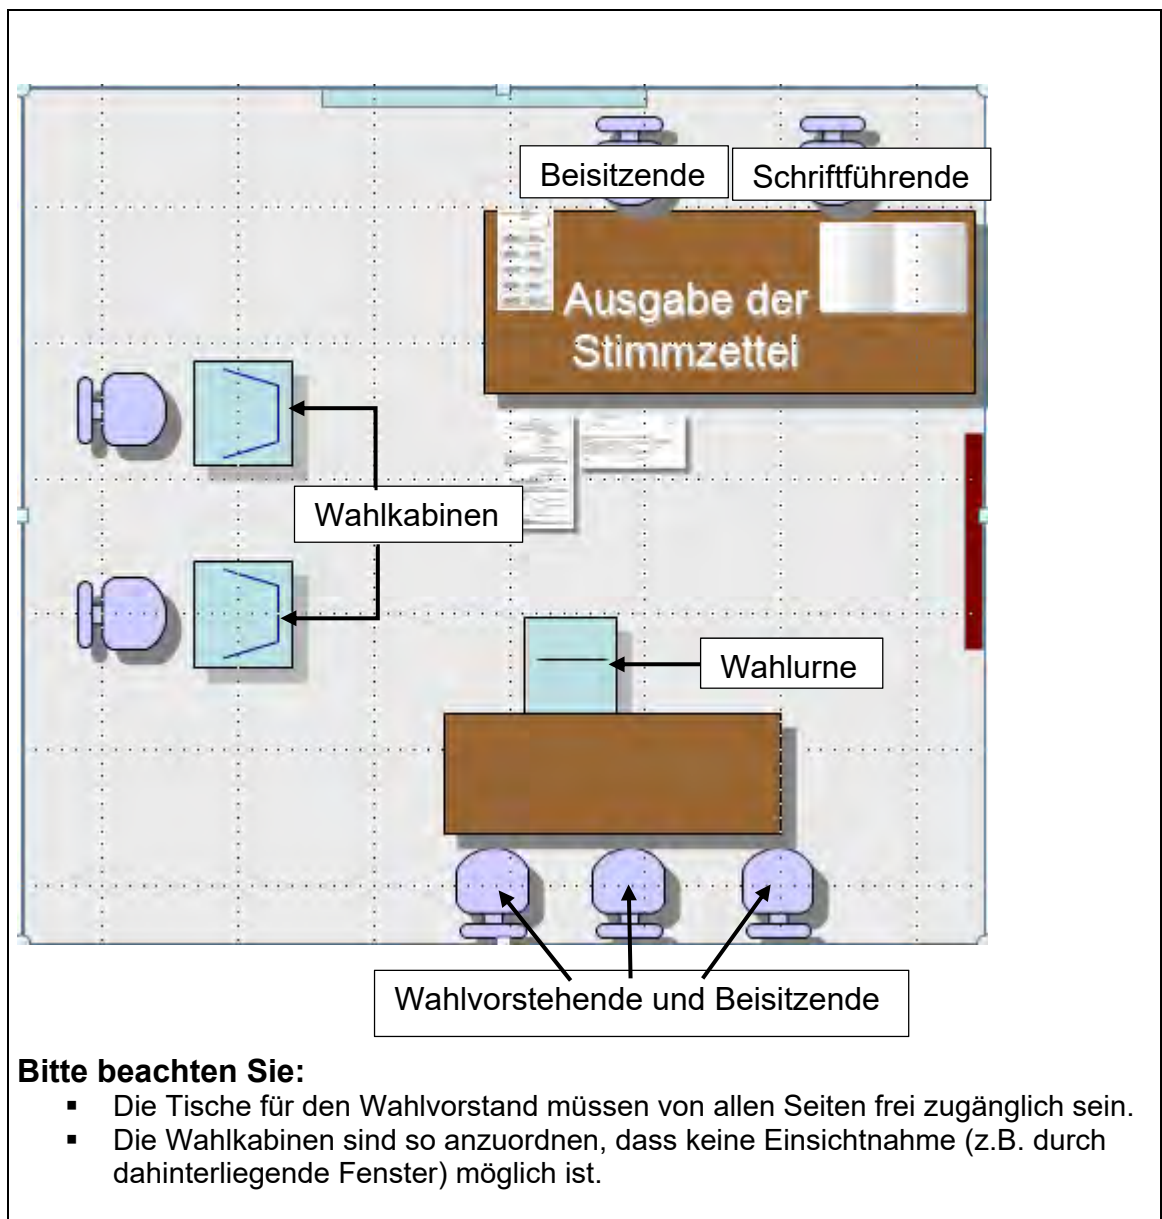 Beisitzende
Schriftführende
Ausgabe der
Stimmzettel
Wahlkabinen
Wahlurne
Wahlvorstehende und Beisitzende
Bitte beachten Sie:
▪ Die Tische für den Wahlvorstand müssen von allen Seiten frei zugänglich sein.
▪ Die Wahlkabinen sind so anzuordnen, dass keine Einsichtnahme (z.B. durch
dahinterliegende Fenster) möglich ist.